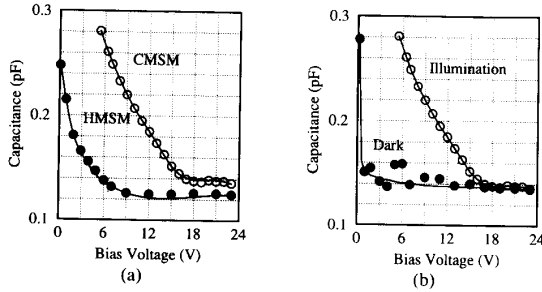 0.3
0.2
0.1
Capacitance (pF)
CMSM
HMSM
0 6 12 18 24
Bias Voltage (V)
(a)
0.3
0.2
0.1
Capacitance (pF)
Illumination
Dark
0 6 12 18 24
Bias Voltage (V)
(b)